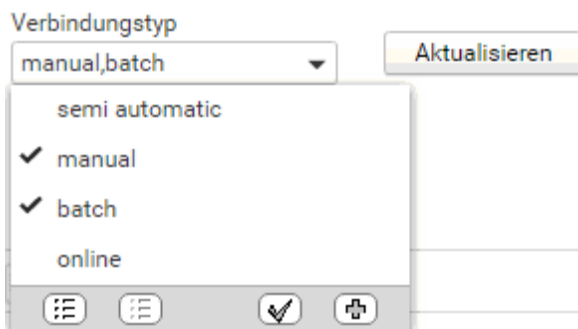 Verbindungstyp
manual,batch
Aktualisieren
semi automatic
manual
batch
online